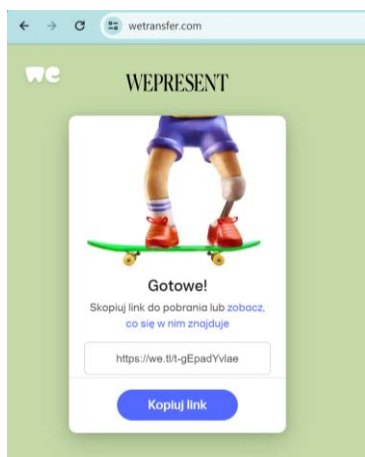 wetransfer.com
we
WEPRESENT
Gotowe!
Skopiuj link do pobrania lub zobacz,
co się w nim znajduje
https://we.tl/t-gEpadYvlae
Kopiuj link